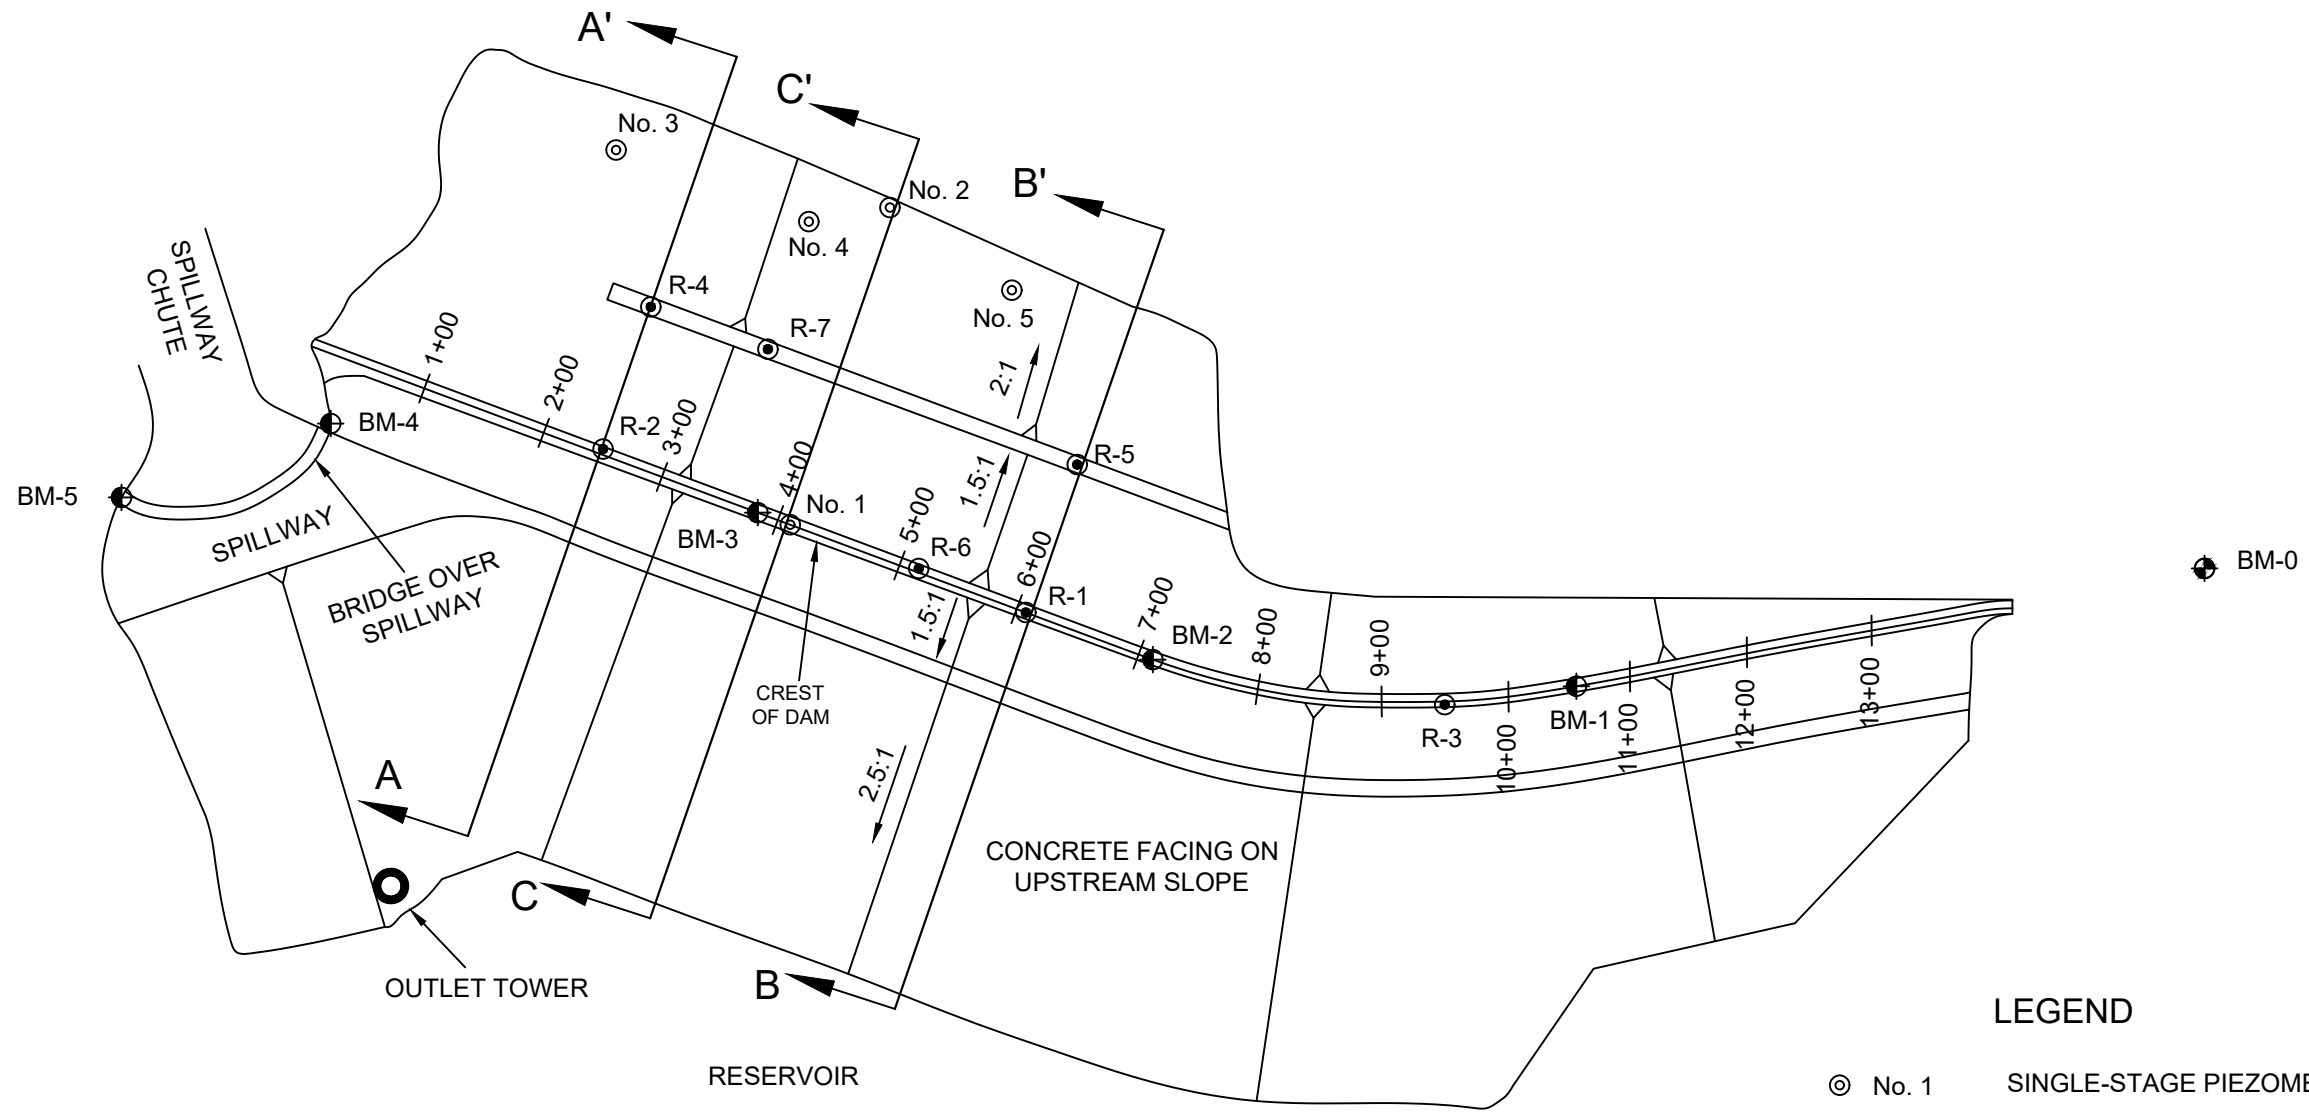 A'
C'
No. 3
B'
No. 2
No. 4
SPILLWAY
CHUTE
R-4
No. 5
R-7
1+00
2+00
2:1
BM-4
R-2
3+00
R-5
1.5:1
4+00
BM-5
No. 1
5+00
SPILLWAY
BM-3
R-6
6+00
BM-0
BRIDGE OVER
SPILLWAY
1.5:1
R-1
7+00
8+00
9+00
BM-2
CREST
OF DAM
BM-1
R-3
10+00
11+00
12+00
13+00
A
2.5:1
CONCRETE FACING ON
UPSTREAM SLOPE
C
OUTLET TOWER
B
LEGEND
RESERVOIR
No. 1 SINGLE-STAGE